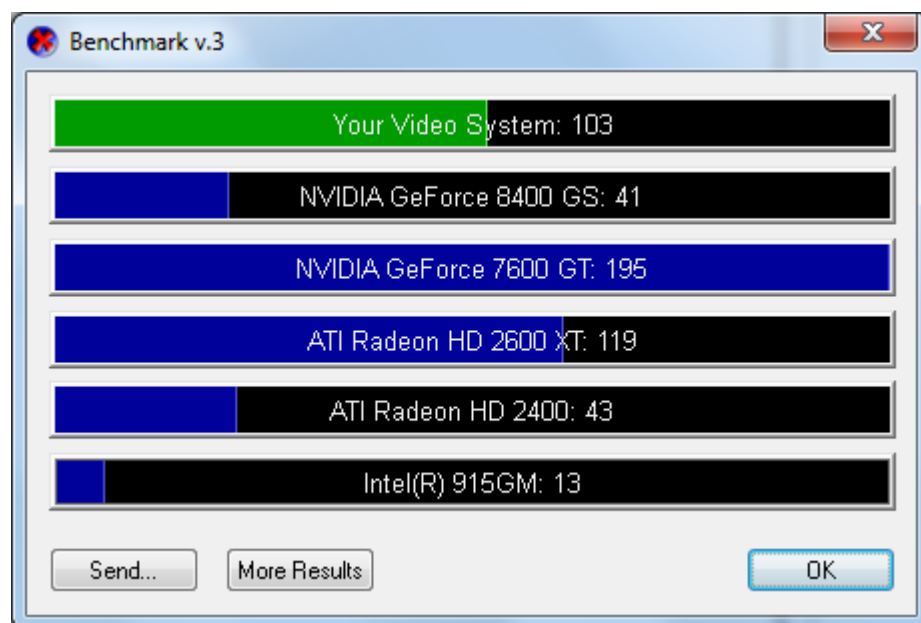 Benchmark v.3
Your Video System: 103
NVIDIA GeForce 8400 GS: 41
NVIDIA GeForce 7600 GT: 195
ATI Radeon HD 2600 XT: 119
ATI Radeon HD 2400: 43
Intel(R) 915GM: 13
Send... More Results OK